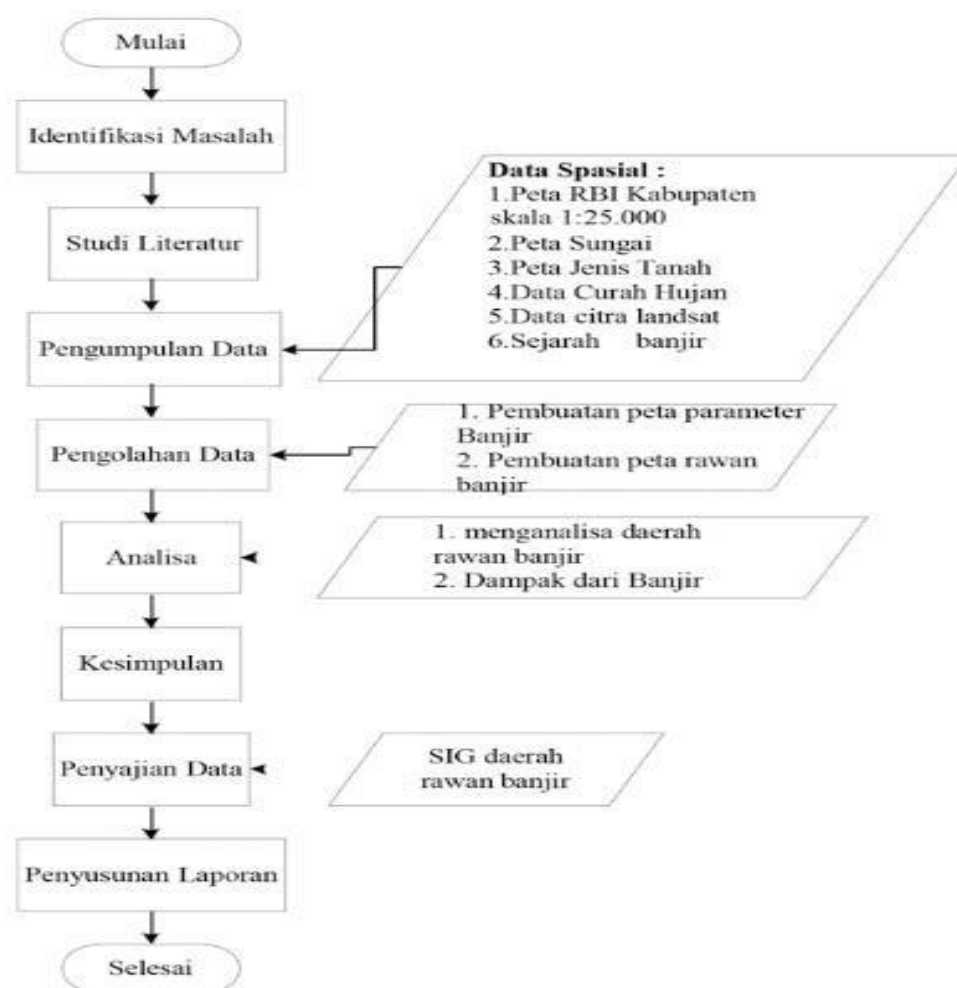 Mulai
Identifikasi Masalah
Studi Literatur
Pengumpulan Data
Data Spasial :
1.Peta RBI Kabupaten
skala 1:25.000
2.Peta Sungai
3.Peta Jenis Tanah
4.Data Curah Hujan
5.Data citra landsat
6.Sejarah banjir
Pengolahan Data
1. Pembuatan peta parameter
Banjir
2. Pembuatan peta rawan
banjir
Analisa
1. menganalisa daerah
rawan banjir
2. Dampak dari Banjir
Kesimpulan
Penyajian Data
SIG daerah
rawan banjir
Penyusunan Laporan
Selesai